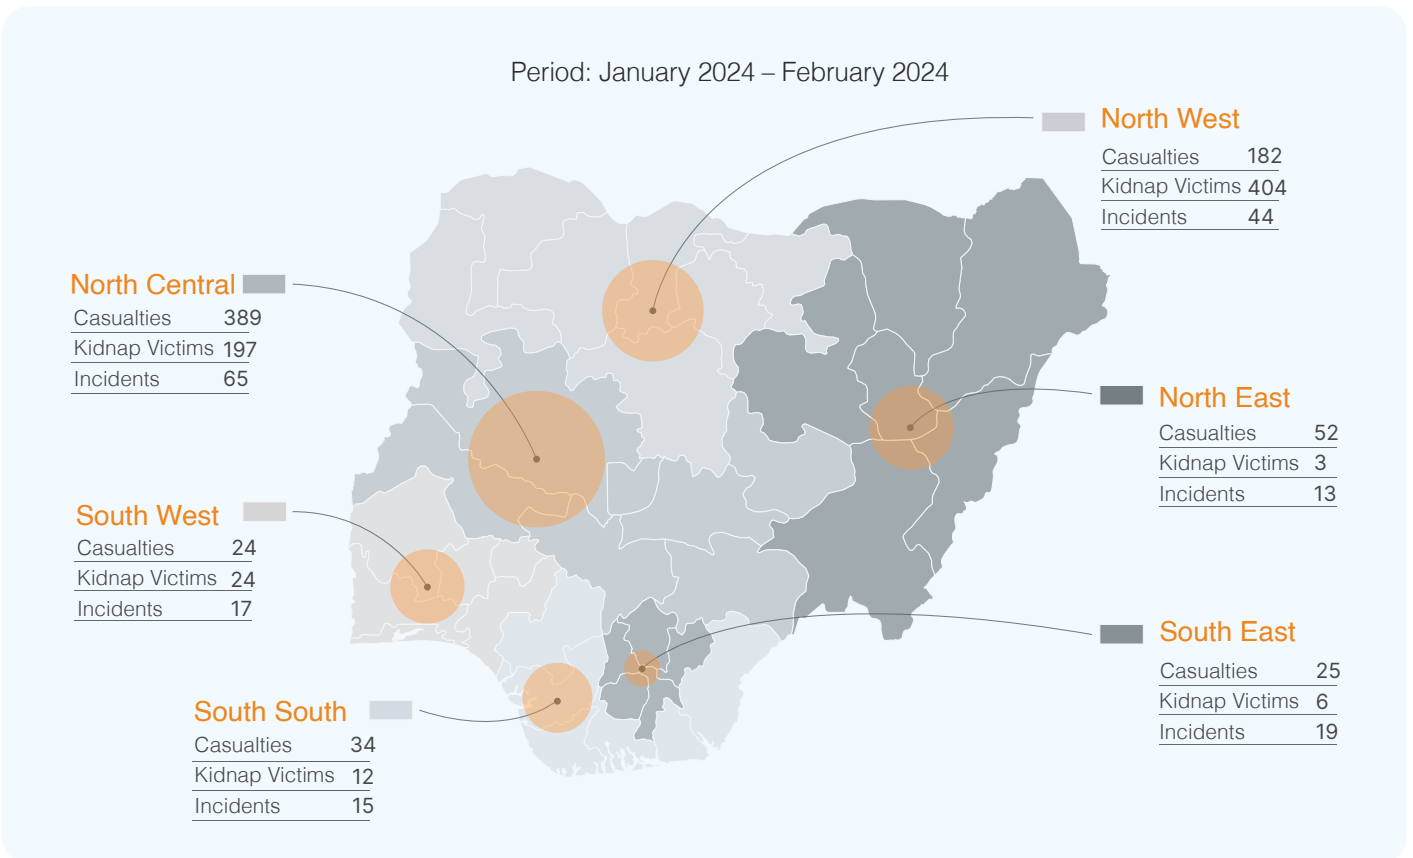 Period: January 2024 – February 2024
North West
Casualties 182
Kidnap Victims 404
Incidents 44
North Central
Casualties 389
Kidnap Victims 197
Incidents 65
North East
Casualties 52
Kidnap Victims 3
Incidents 13
South West
Casualties 24
Kidnap Victims 24
Incidents 17
South East
Casualties 25
Kidnap Victims 6
Incidents 19
South South
Casualties 34
Kidnap Victims 12
Incidents 15